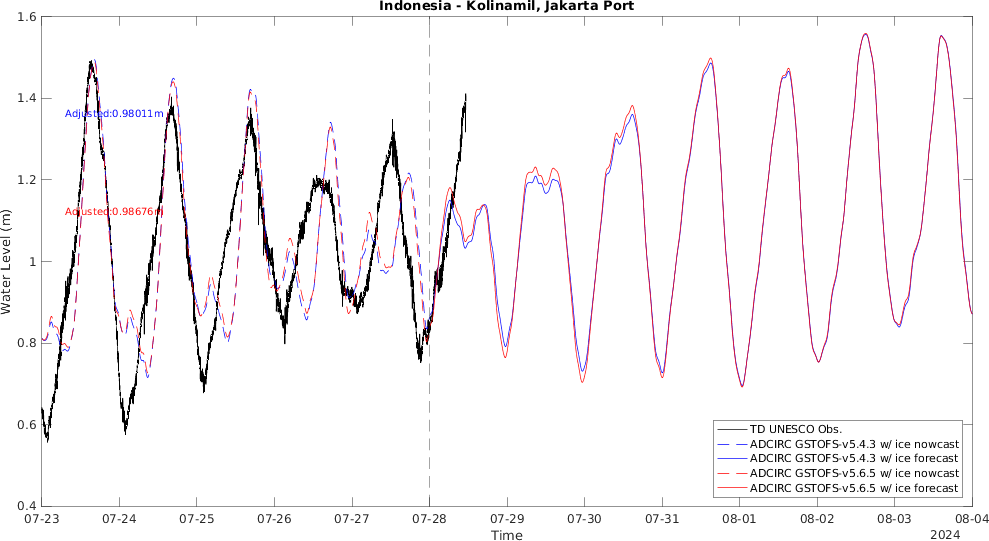 Indonesia - Kolinamil, Jakarta Port
1.6
1.4
1.2
1
0.8
0.6
0.4
Water Level (m)
Adjusted:0.98011m
Adjusted:0.98676m
TD UNESCO Obs.
ADCIRC GSTOFS-v5.4.3 w/ ice nowcast
ADCIRC GSTOFS-v5.4.3 w/ ice forecast
ADCIRC GSTOFS-v5.6.5 w/ ice nowcast
ADCIRC GSTOFS-v5.6.5 w/ ice forecast
07-23 07-24 07-25 07-26 07-27 07-28 07-29 07-30 07-31 08-01 08-02 08-03 08-04
Time
2024